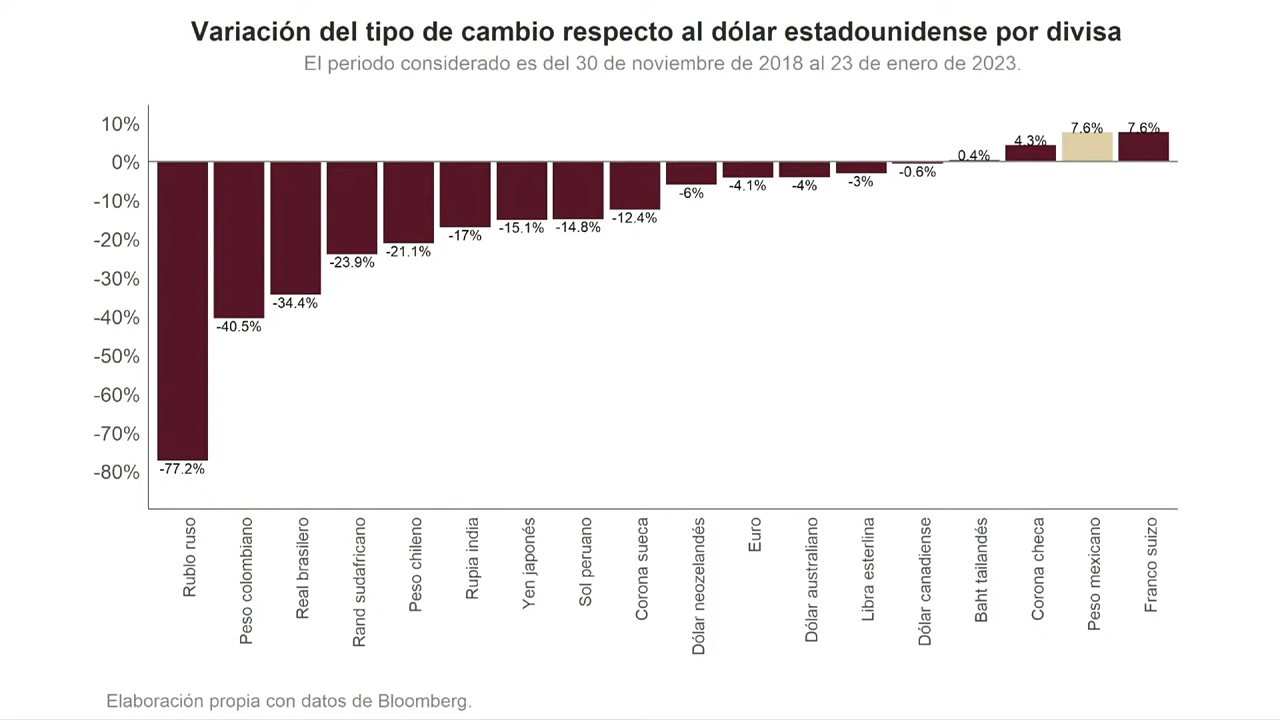 Variación del tipo de cambio respecto al dólar estadounidense por divisa
El periodo considerado es del 30 de noviembre de 2018 al 23 de enero de 2023.
10%
0%
-10%
-20%
-30%
-40%
-50%
-60%
-70%
-80%
-77.2%
-40.5%
-34.4%
-23.9%
-21.1%
-17%
-15.1%
-14.8%
-12.4%
-6%
-4.1%
-4%
-3%
-0.6%
0.4%
4.3%
7.6%
7.6%
Rublo ruso
Peso colombiano
Real brasilero
Rand sudafricano
Peso chileno
Rupia india
Yen japonés
Sol peruano
Corona sueca
Dólar neozelandés
Euro
Dólar australiano
Libra esterlina
Dólar canadiense
Baht tailandés
Corona checa
Peso mexicano
Franco suizo
Elaboración propia con datos de Bloomberg.